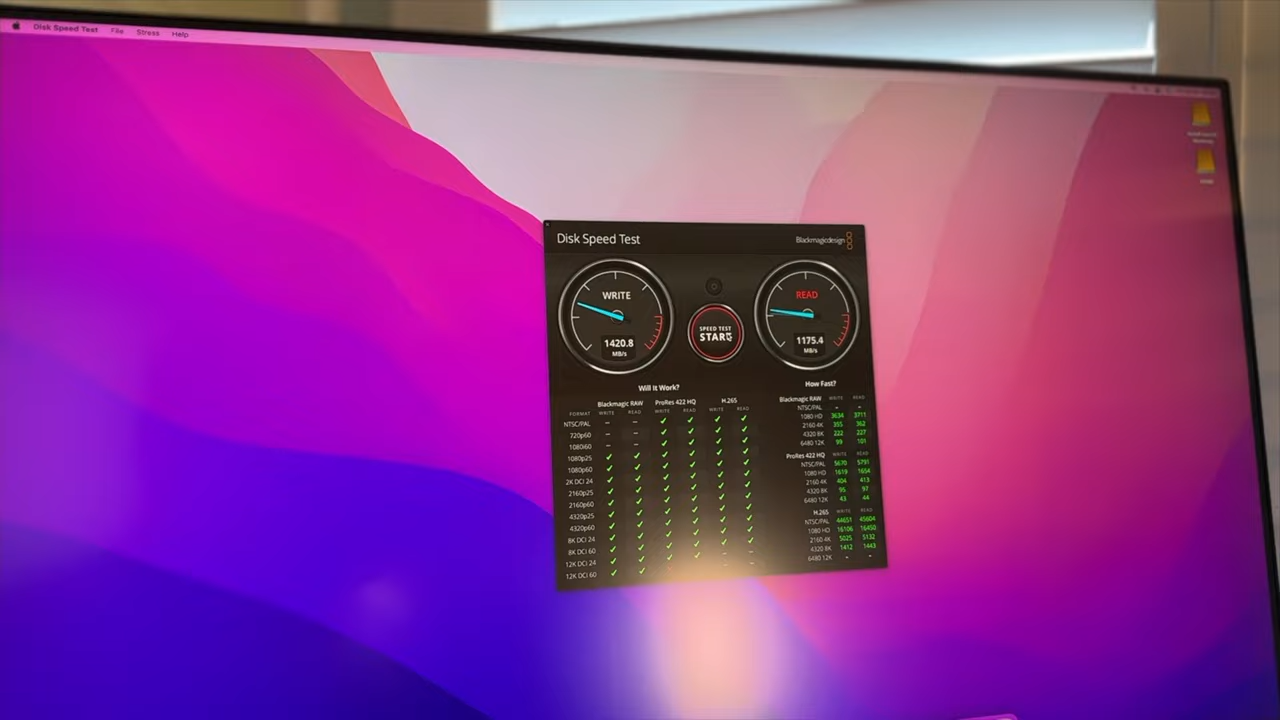 Disk Speed Test File Stress Help
Disk Speed Test
Blackmagicdesign
WRITE
1420.8
MB/s
SPEED TEST
START
READ
1175.4
MB/s
Will It Work?
Blackmagic RAW ProRes 422 HQ H.265
FORMAT WRITE READ WRITE READ WRITE READ
NTSC/PAL – – ✓ ✓ ✓ ✓
720p60 – – ✓ ✓ ✓ ✓
1080i60 – – ✓ ✓ ✓ ✓
1080p25 ✓ ✓ ✓ ✓ ✓ ✓
1080p60 ✓ ✓ ✓ ✓ ✓ ✓
2K DCI 24 ✓ ✓ ✓ ✓ ✓ ✓
2160p25 ✓ ✓ ✓ ✓ ✓ ✓
2160p60 ✓ ✓ ✓ ✓ ✓ ✓
4320p25 ✓ ✓ ✓ ✓ ✓ ✓
4320p60 ✓ ✓ ✓ ✓ ✓ ✓
8K DCI 24 ✓ ✓ ✓ ✓ ✓ ✓
8K DCI 60 ✓ ✓ ✓ ✓ ✓ ✓
12K DCI 24 ✓ ✓ ✓ ✓ – –
12K DCI 60 ✓ ✓
How Fast?
Blackmagic RAW WRITE READ
NTSC/PAL – –
1080 HD 3634 3711
2160 4K 355 362
4320 8K 222 227
6480 12K 99 101
ProRes 422 HQ WRITE READ
NTSC/PAL 5670 5791
1080 HD 1619 1654
2160 4K 404 413
4320 8K 95 97
6480 12K 43 44
H.265 WRITE READ
NTSC/PAL 44651 45604
1080 HD 16106 16450
2160 4K 5025 5132
4320 8K 1412 1443
6480 12K – –